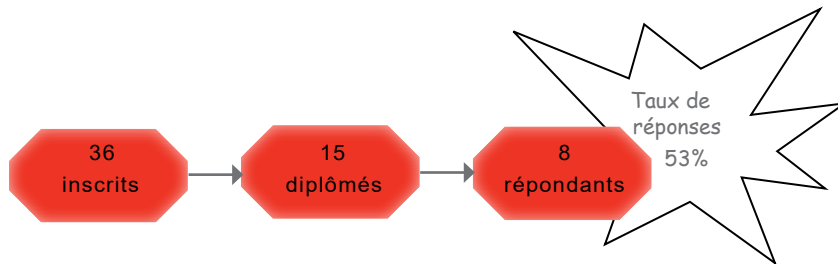 36
inscrits
15
diplômés
8
répondants
Taux de
réponses
53%